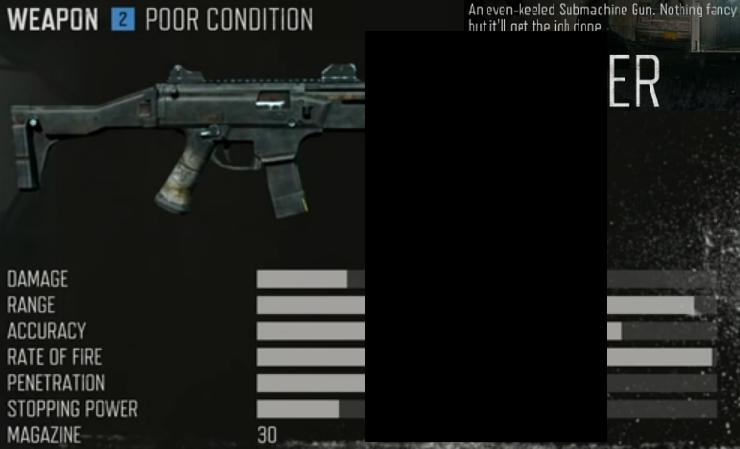 WEAPON 2 POOR CONDITION
An even-keeled Submachine Gun. Nothing fancy
but it'll get the job done
ER
DAMAGE
RANGE
ACCURACY
RATE OF FIRE
PENETRATION
STOPPING POWER
MAGAZINE 30